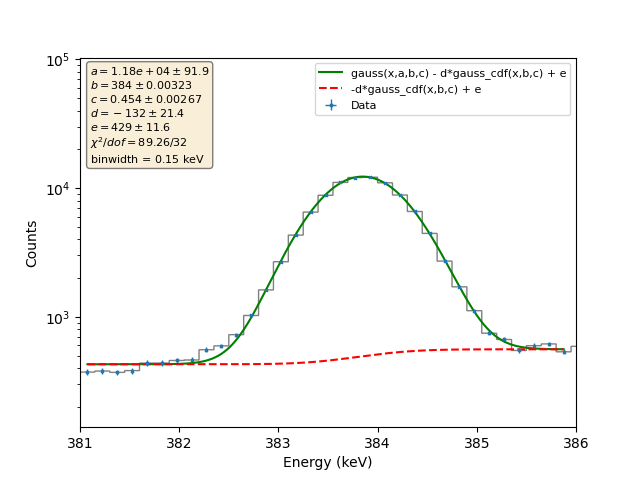 a = 1.18e + 04 ± 91.9
b = 384 ± 0.00323
c = 0.454 ± 0.00267
d = − 132 ± 21.4
e = 429 ± 11.6
χ²/dof = 89.26/32
binwidth = 0.15 keV
gauss(x,a,b,c) - d*gauss_cdf(x,b,c) + e
-d*gauss_cdf(x,b,c) + e
Data
10⁵
10⁴
10³
Counts
381 382 383 384 385 386
Energy (keV)